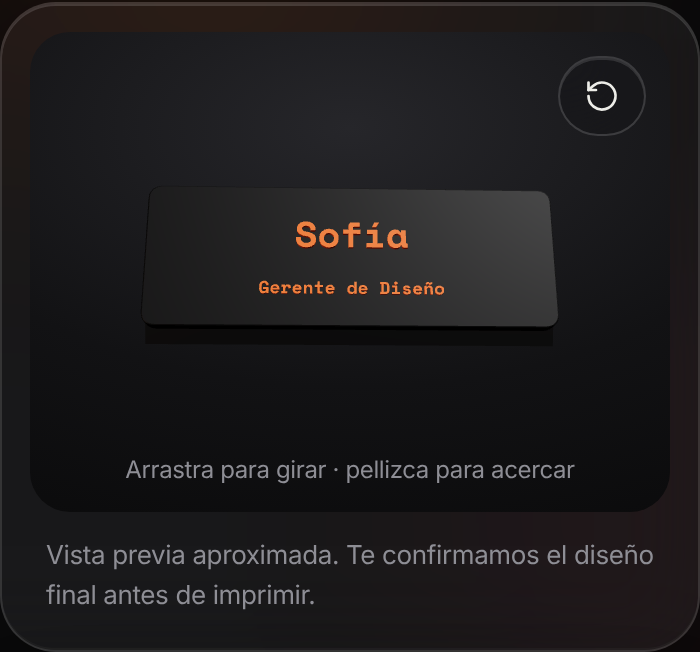 Sofía
Gerente de Diseño
Arrastra para girar · pellizca para acercar
Vista previa aproximada. Te confirmamos el diseño
final antes de imprimir.